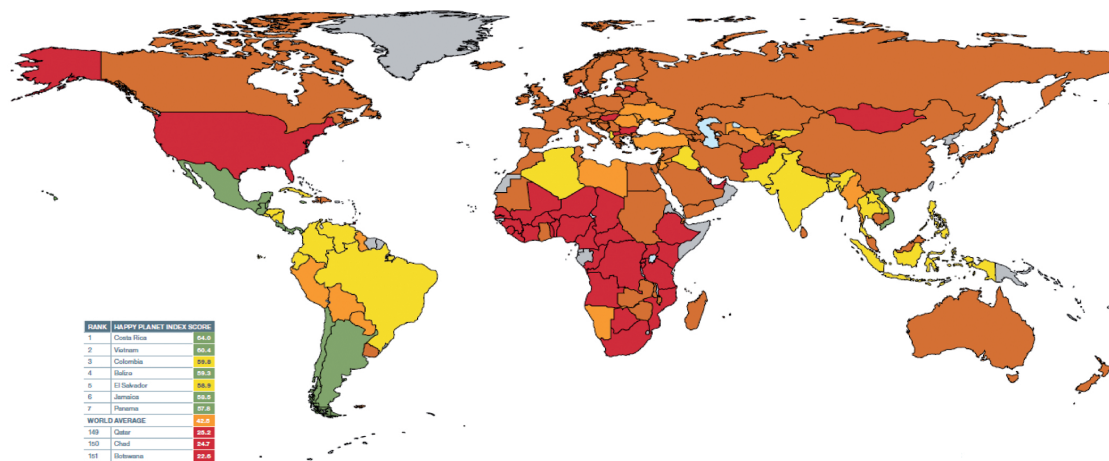 RANK HAPPY PLANET INDEX SCORE
1 Costa Rica 64.0
2 Vietnam 60.4
3 Colombia 59.8
4 Belize 59.3
5 El Salvador 58.9
6 Jamaica 58.5
7 Panama 57.8
WORLD AVERAGE 42.5
149 Qatar 25.2
150 Chad 24.7
151 Botswana 22.6